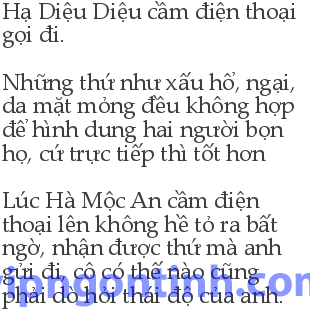 Hạ Diệu Diệu cầm điện thoại
gọi đi.
Những thứ như xấu hổ, ngại,
da mặt mỏng đều không hợp
để hình dung hai người bọn
họ, cứ trực tiếp thì tốt hơn
Lúc Hà Mộc An cầm điện
thoại lên không hề tỏ ra bất
ngờ, nhận được thứ mà anh
gửi đi, cô có thế nào cũng
phải dò hỏi thái độ của anh.
vipngontinh.com